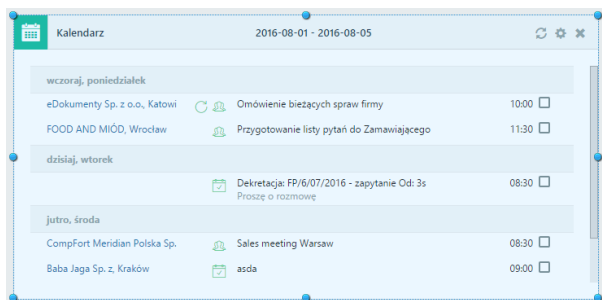 Kalendarz 2016-08-01 - 2016-08-05
wczoraj, poniedziałek
eDokumenty Sp. z o.o., Katowi Omówienie bieżących spraw firmy 10:00
FOOD AND MIÓD, Wrocław Przygotowanie listy pytań do Zamawiającego 11:30
dzisiaj, wtorek
Dekretacja: FP/6/07/2016 - zapytanie Od: 3s 08:30
Proszę o rozmowę
jutro, środa
CompFort Meridian Polska Sp. Sales meeting Warsaw 08:30
Baba Jaga Sp. z, Kraków asda 09:00